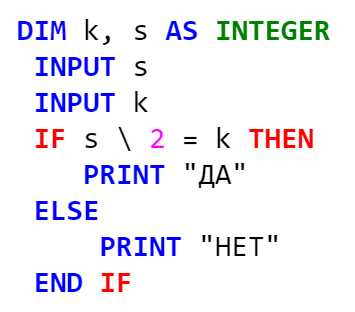 DIM k, s AS INTEGER
INPUT s
INPUT k
IF s \ 2 = k THEN
PRINT "ДА"
ELSE
PRINT "НЕТ"
END IF